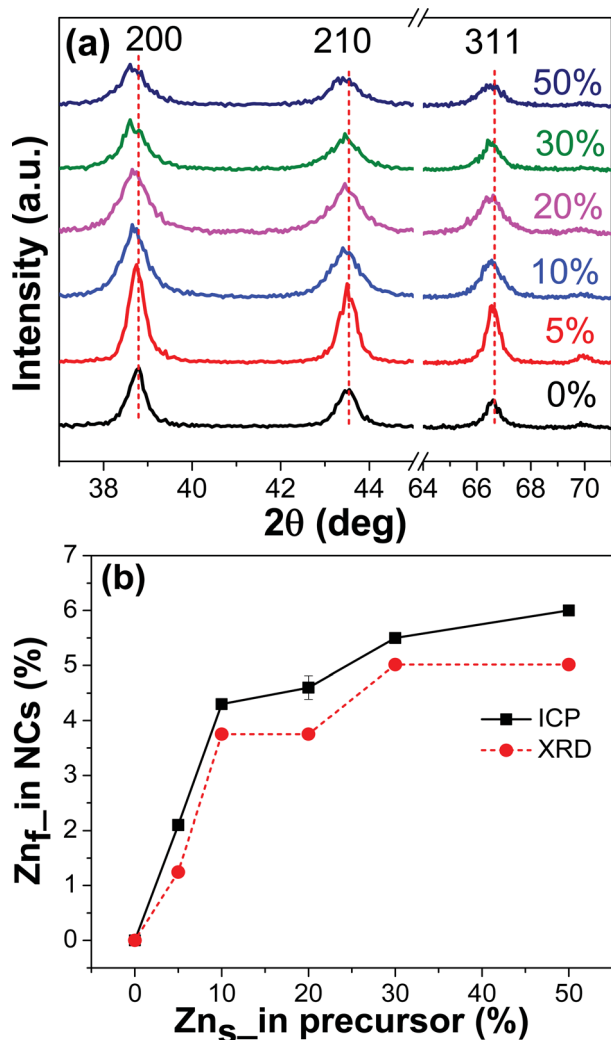 (a) 200 210 311
50%
30%
20%
10%
5%
0%
Intensity (a.u.)
38 40 42 44 64 66 68 70
2θ (deg)
(b)
7
6
5
4
3
2
1
0
Znf_in NCs (%)
ICP
XRD
0 10 20 30 40 50
Zns_in precursor (%)